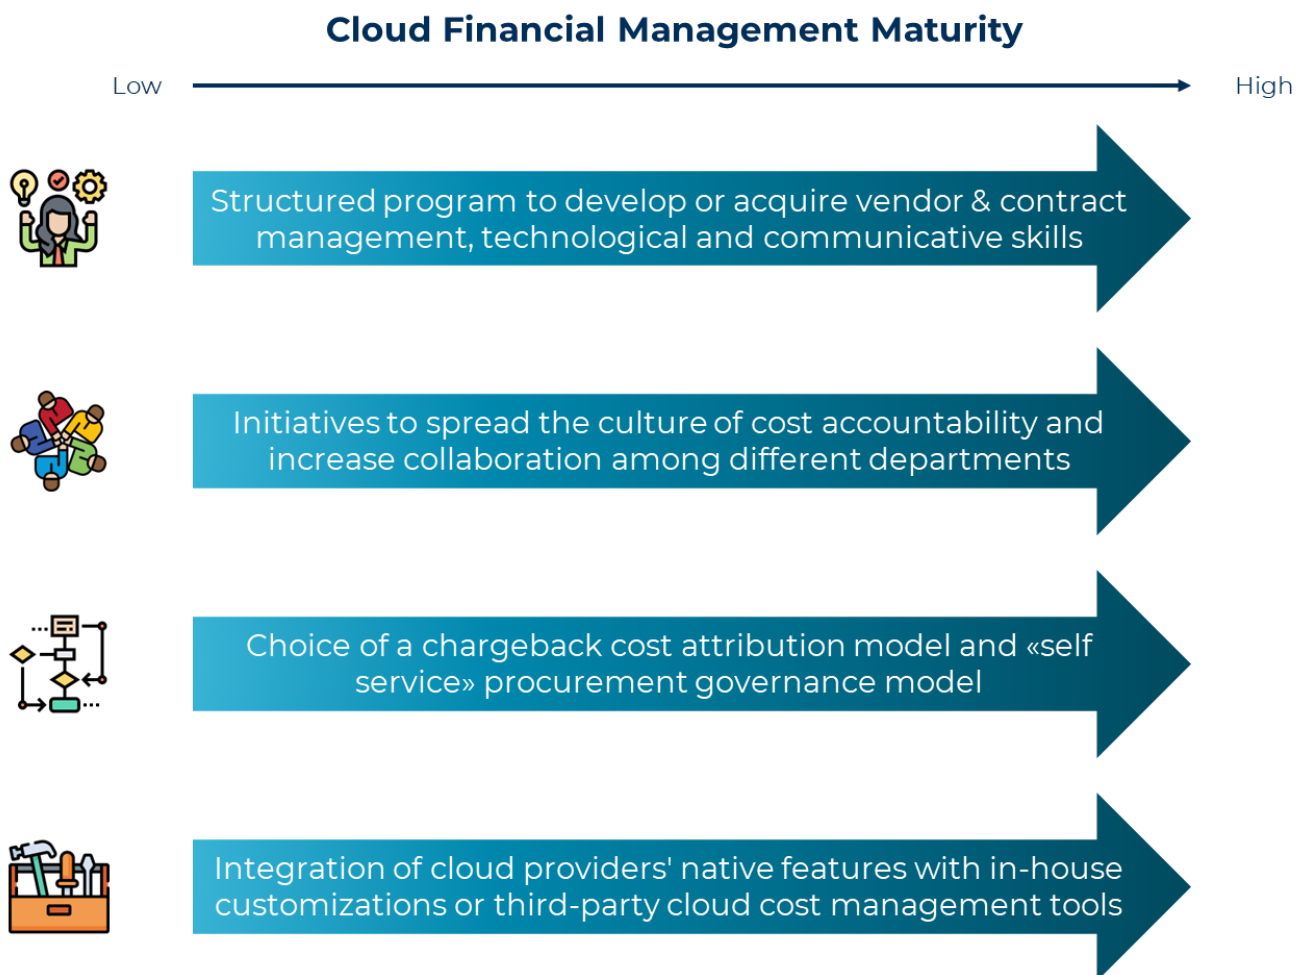 Cloud Financial Management Maturity
Low
High
Structured program to develop or acquire vendor & contract
management, technological and communicative skills
Initiatives to spread the culture of cost accountability and
increase collaboration among different departments
Choice of a chargeback cost attribution model and «self
service» procurement governance model
Integration of cloud providers' native features with in-house
customizations or third-party cloud cost management tools